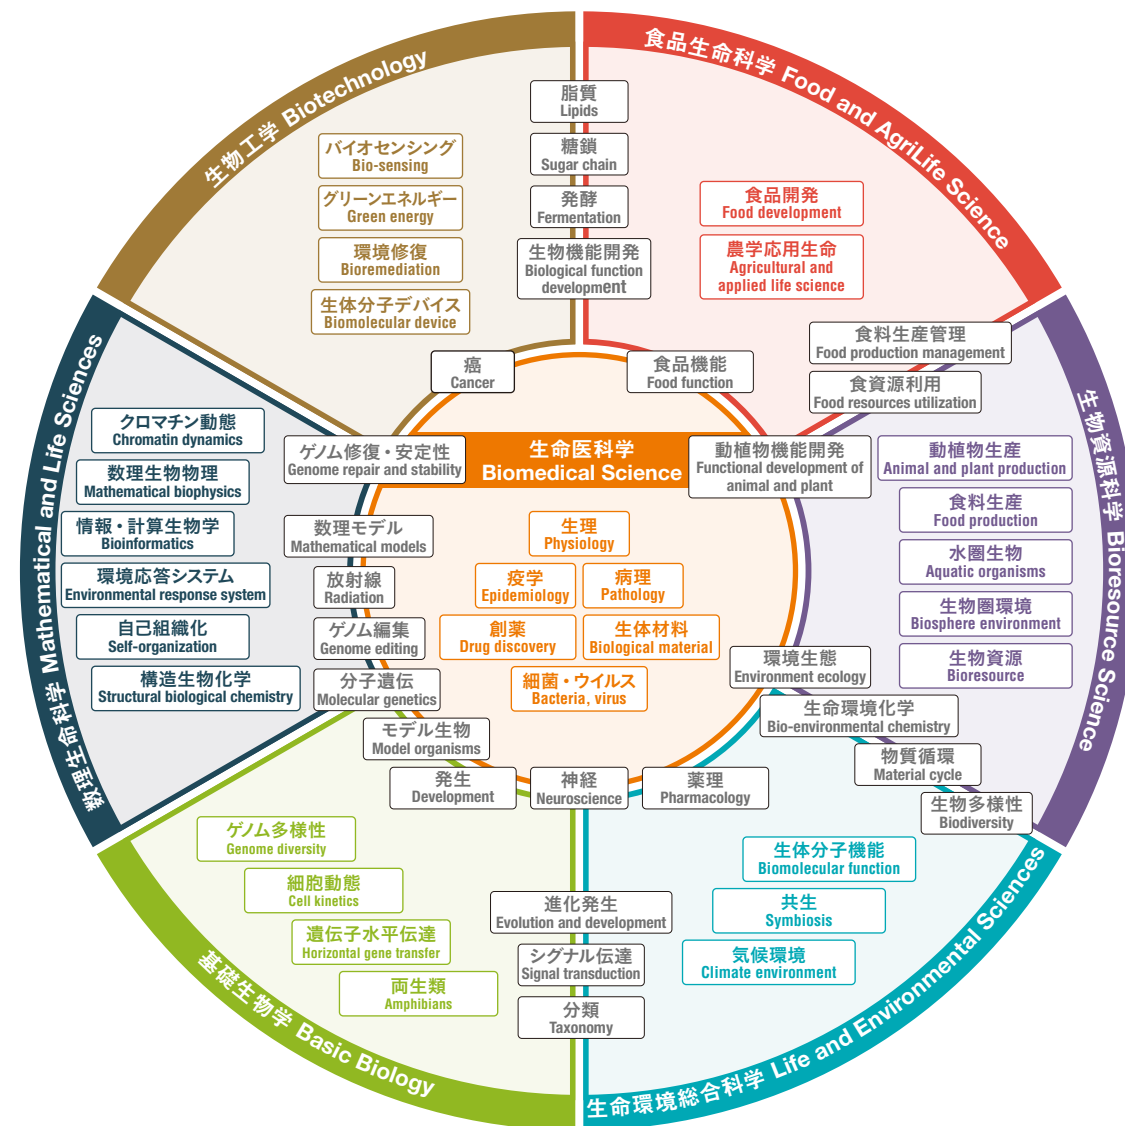 生物工学 Biotechnology
バイオセンシング
Bio-sensing
グリーンエネルギー
Green energy
環境修復
Bioremediation
生体分子デバイス
Biomolecular device
脂質
Lipids
糖鎖
Sugar chain
発酵
Fermentation
生物機能開発
Biological function
development
食品生命科学 Food and AgriLife Science
食品開発
Food development
農学応用生命
Agricultural and
applied life science
食料生産管理
Food production management
食資源利用
Food resources utilization
癌
Cancer
食品機能
Food function
ゲノム修復・安定性
Genome repair and stability
生命医科学
Biomedical Science
動植物機能開発
Functional development of
animal and plant
数理生命科学 Mathematical and Life Sciences
クロマチン動態
Chromatin dynamics
数理生物物理
Mathematical biophysics
情報・計算生物学
Bioinformatics
環境応答システム
Environmental response system
自己組織化
Self-organization
構造生物化学
Structural biological chemistry
数理モデル
Mathematical models
放射線
Radiation
ゲノム編集
Genome editing
分子遺伝
Molecular genetics
モデル生物
Model organisms
発生
Development
神経
Neuroscience
薬理
Pharmacology
生理
Physiology
疫学
Epidemiology
病理
Pathology
創薬
Drug discovery
生体材料
Biological material
細菌・ウイルス
Bacteria, virus
生物資源科学 Bioresource Science
動植物生産
Animal and plant production
食料生産
Food production
水圏生物
Aquatic organisms
生物圏環境
Biosphere environment
生物資源
Bioresource
環境生態
Environment ecology
生命環境化学
Bio-environmental chemistry
物質循環
Material cycle
生物多様性
Biodiversity
基礎生物学 Basic Biology
ゲノム多様性
Genome diversity
細胞動態
Cell kinetics
遺伝子水平伝達
Horizontal gene transfer
両生類
Amphibians
進化発生
Evolution and development
シグナル伝達
Signal transduction
分類
Taxonomy
生命環境総合科学 Life and Environmental Sciences
生体分子機能
Biomolecular function
共生
Symbiosis
気候環境
Climate environment